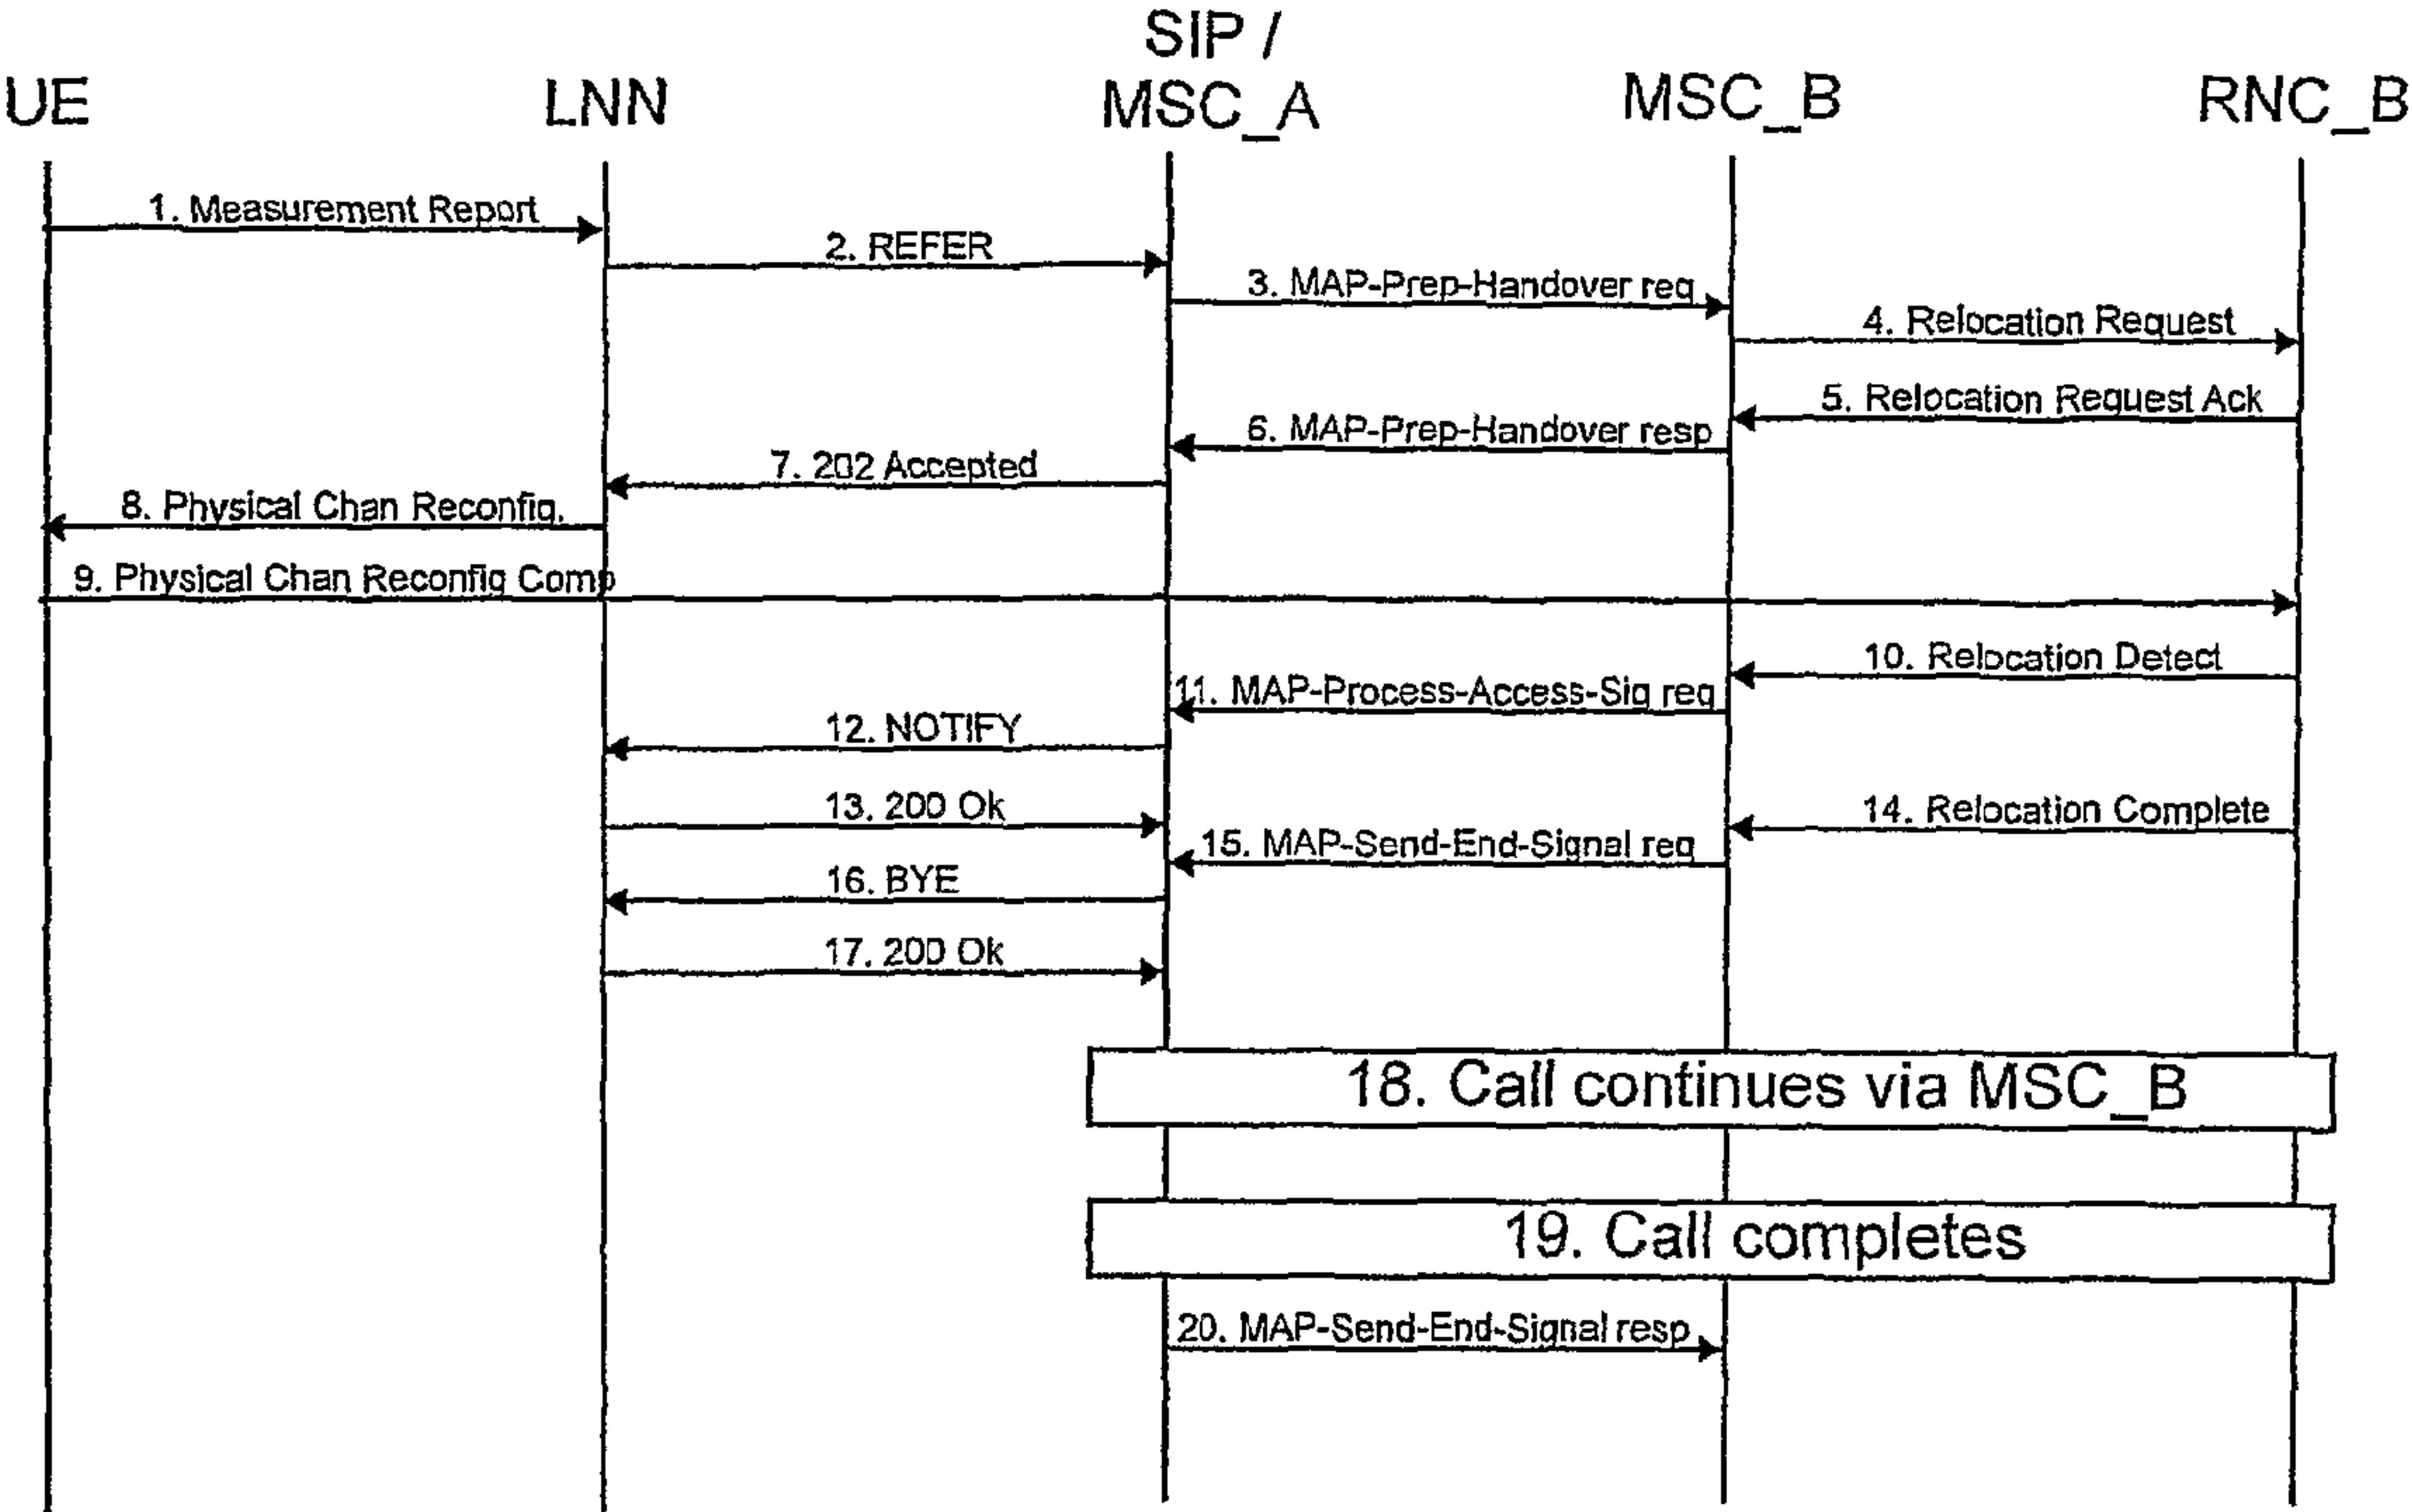 SIP /
UE LNN MSC_A MSC_B RNC_B
1. Measurement Report
2. REFER
3. MAP-Prep-Handover req
4. Relocation Request
5. Relocation Request Ack
6. MAP-Prep-Handover resp
7. 202 Accepted
8. Physical Chan Reconfig.
9. Physical Chan Reconfig Comp
10. Relocation Detect
11. MAP-Process-Access-Sig req
12. NOTIFY
13. 200 Ok
14. Relocation Complete
15. MAP-Send-End-Signal req
16. BYE
17. 200 Ok
18. Call continues via MSC_B
19. Call completes
20. MAP-Send-End-Signal resp